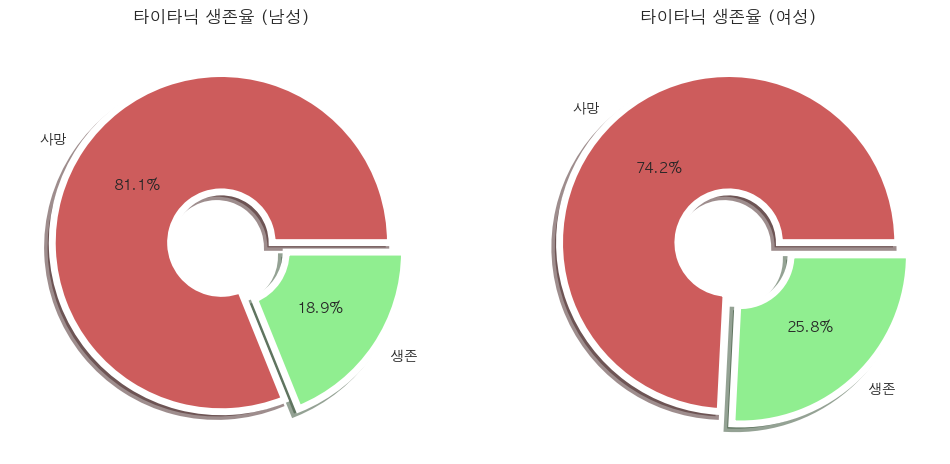 타이타닉 생존율 (남성)
사망
81.1%
18.9%
생존
타이타닉 생존율 (여성)
사망
74.2%
25.8%
생존